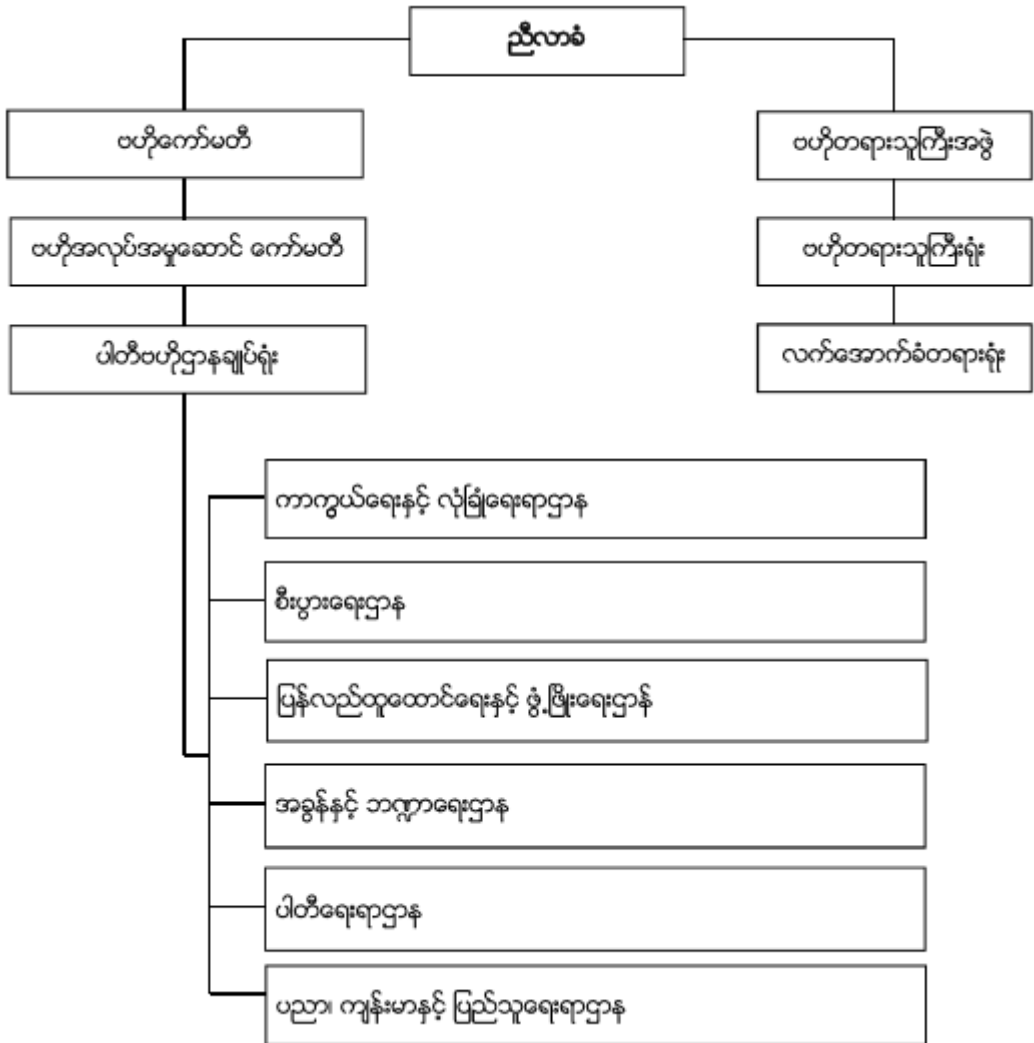 ညီလာခံ
ဗဟိုကော်မတီ
ဗဟိုတရားသူကြီးအဖွဲ့
ဗဟိုအလုပ်အမှုဆောင် ကော်မတီ
ဗဟိုတရားသူကြီးရုံး
ပါတီဗဟိုဌာနချုပ်ရုံး
လက်အောက်ခံတရားရုံး
ကာကွယ်ရေးနှင့် လုံခြုံရေးရာဌာန
စီးပွားရေးဌာန
ပြန်လည်ထူထောင်ရေးနှင့် ဖွံ့ဖြိုးရေးဌာန်
အခွန်နှင့် ဘဏ္ဍာရေးဌာန
ပါတီရေးရာဌာန
ပညာ၊ ကျန်းမာနှင့် ပြည်သူရေးရာဌာန